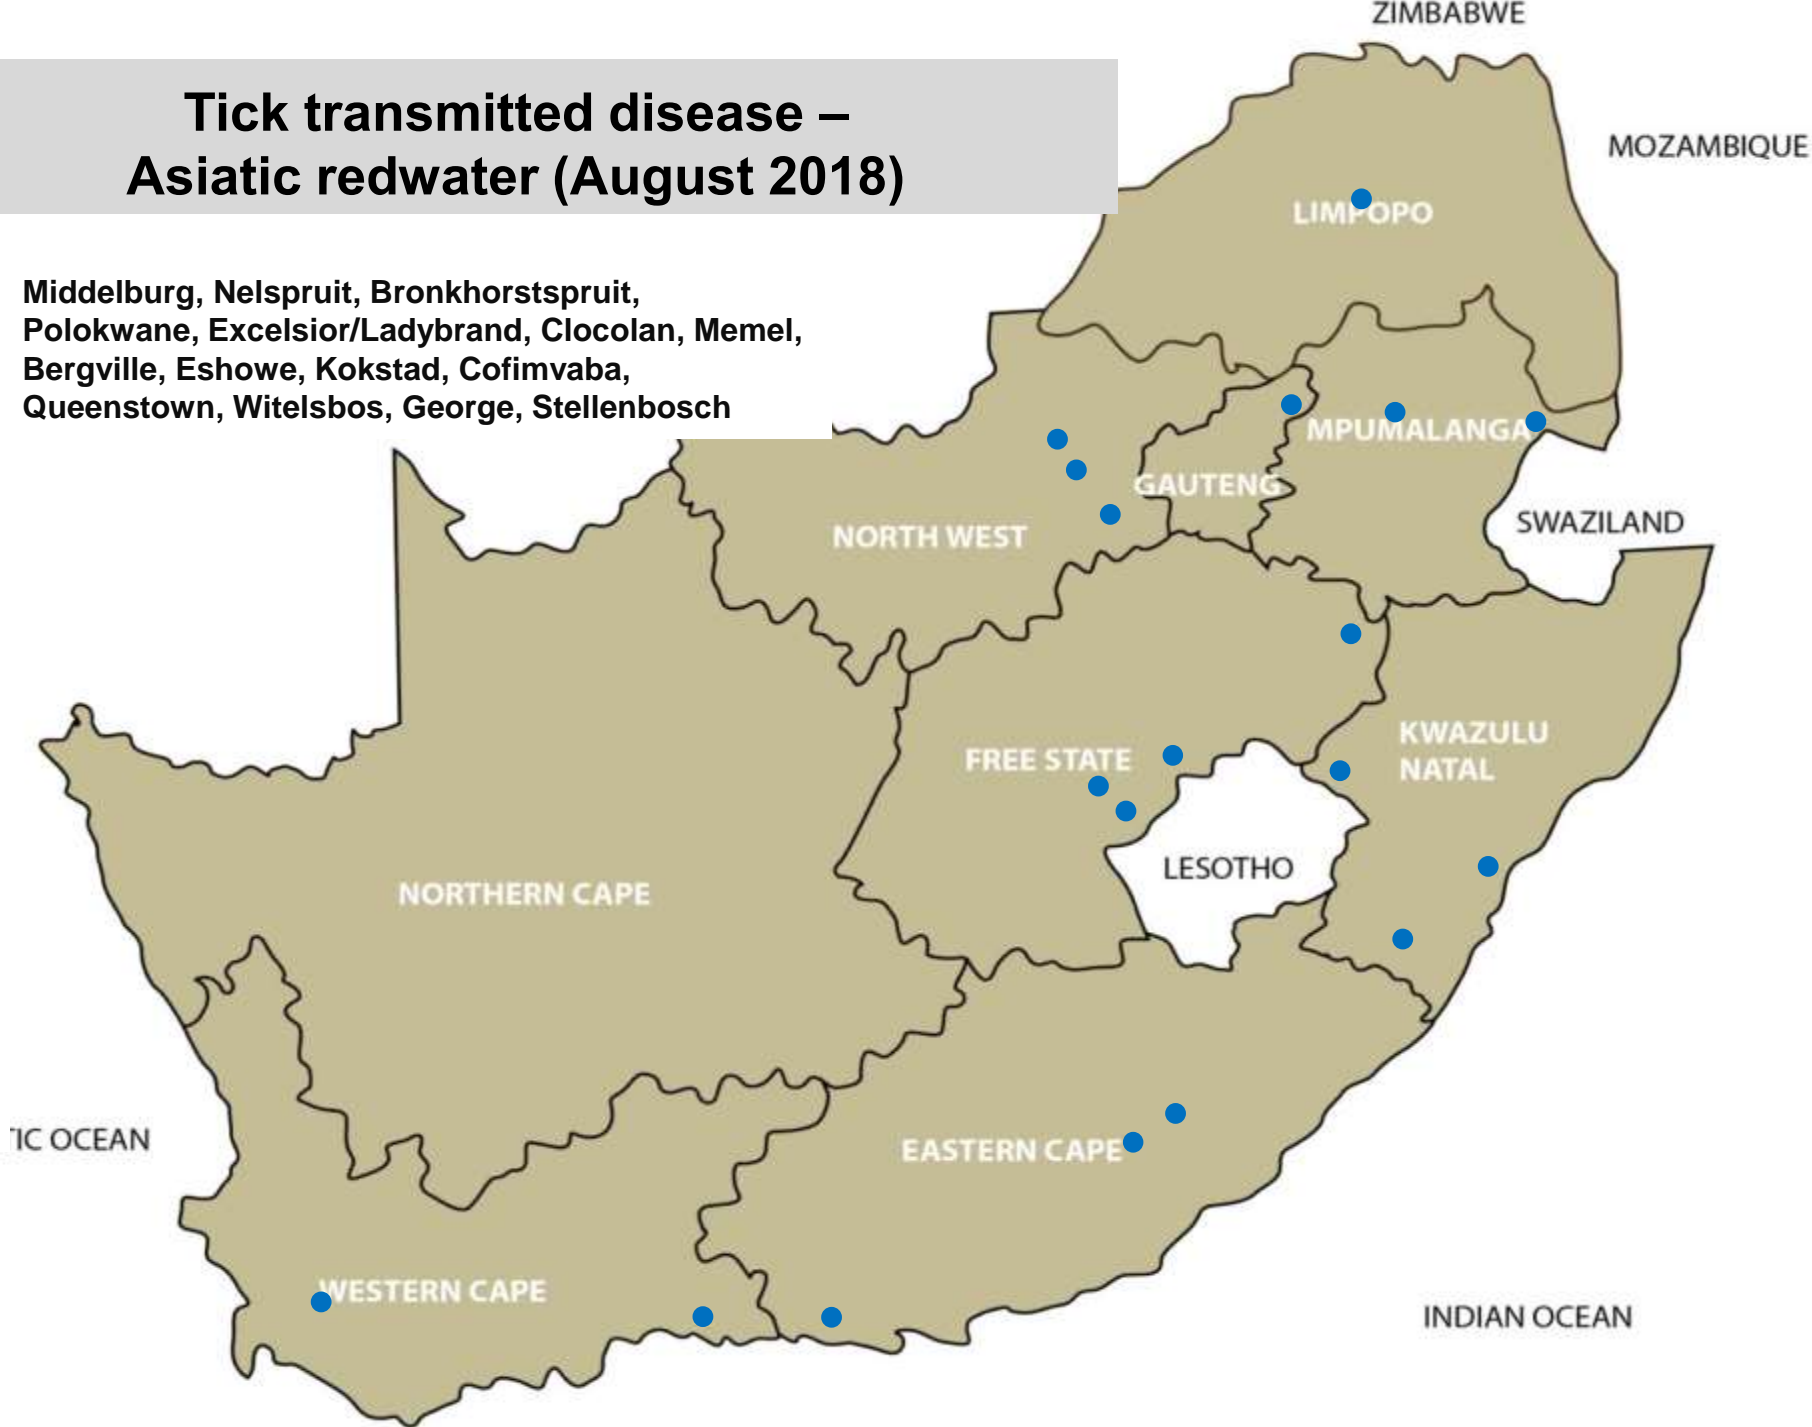 ZIMBABWE
Tick transmitted disease –
Asiatic redwater (August 2018)
MOZAMBIQUE
LIMPOPO
Middelburg, Nelspruit, Bronkhorstspruit,
Polokwane, Excelsior/Ladybrand, Clocolan, Memel,
Bergville, Eshowe, Kokstad, Cofimvaba,
Queenstown, Witelsbos, George, Stellenbosch
MPUMALANGA
GAUTENG
SWAZILAND
NORTH WEST
KWAZULU
NATAL
FREE STATE
LESOTHO
NORTHERN CAPE
TIC OCEAN
EASTERN CAPE
WESTERN CAPE
INDIAN OCEAN